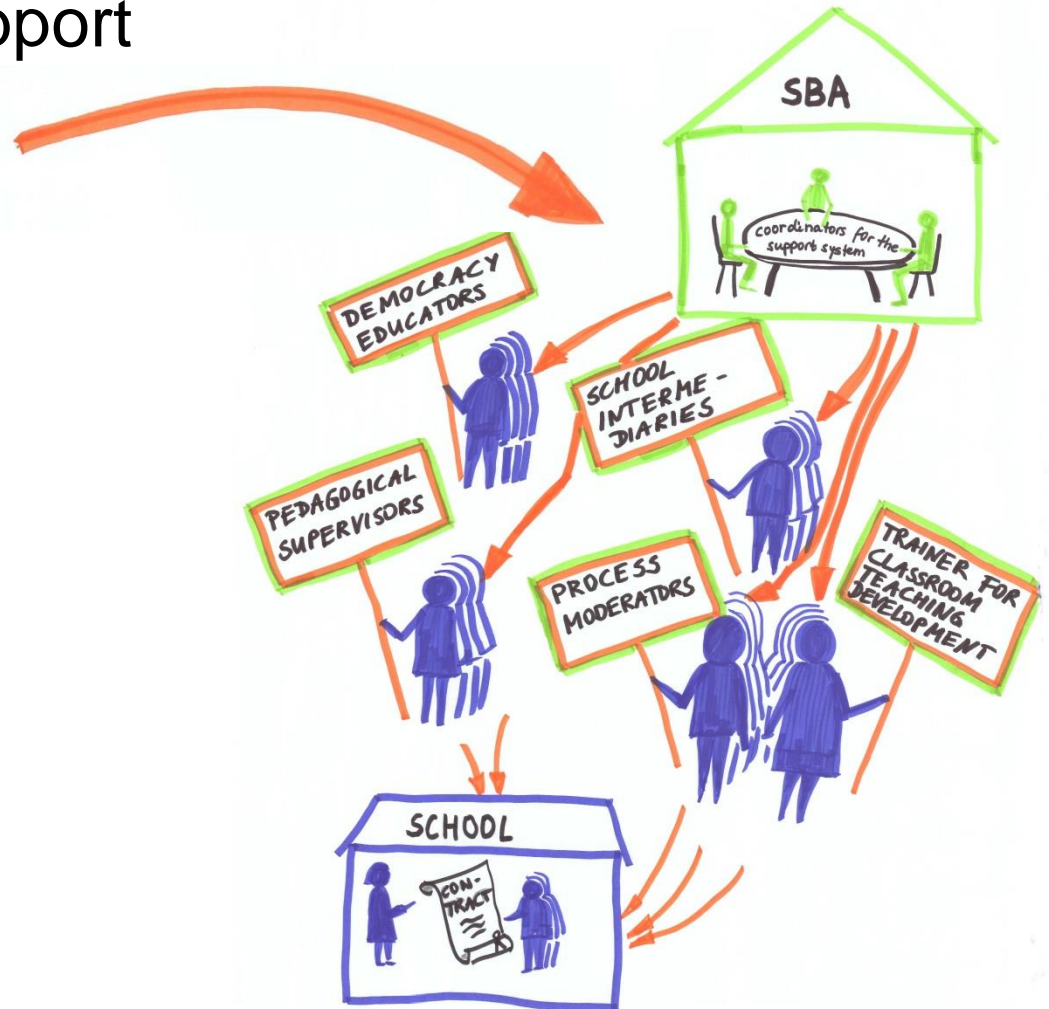 SBA
coordinators for the
support system
DEMOCRACY
EDUCATORS
SCHOOL
INTERME-
DIARIES
PEDAGOGICAL
SUPERVISORS
PROCESS
MODERATORS
TRAINER FOR
CLASSROOM
TEACHING
DEVELOPMENT
SCHOOL
CON-
TRACT